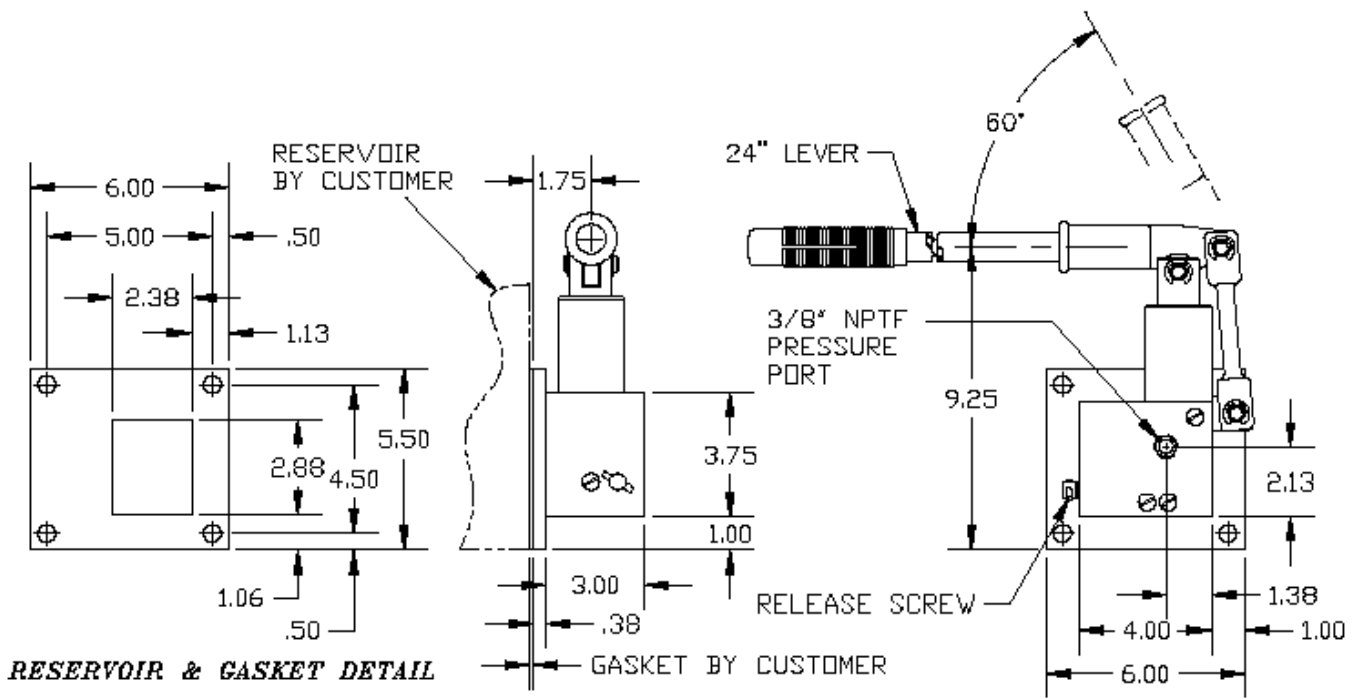 60°
RESERVOIR
BY CUSTOMER
24" LEVER
1.75
6.00
5.00
.50
2.38
1.13
3/8" NPTF
PRESSURE
PORT
9.25
5.50
2.88
4.50
3.75
2.13
1.00
1.06
.50
3.00
.38
RELEASE SCREW
1.38
4.00
1.00
6.00
GASKET BY CUSTOMER
RESERVOIR & GASKET DETAIL